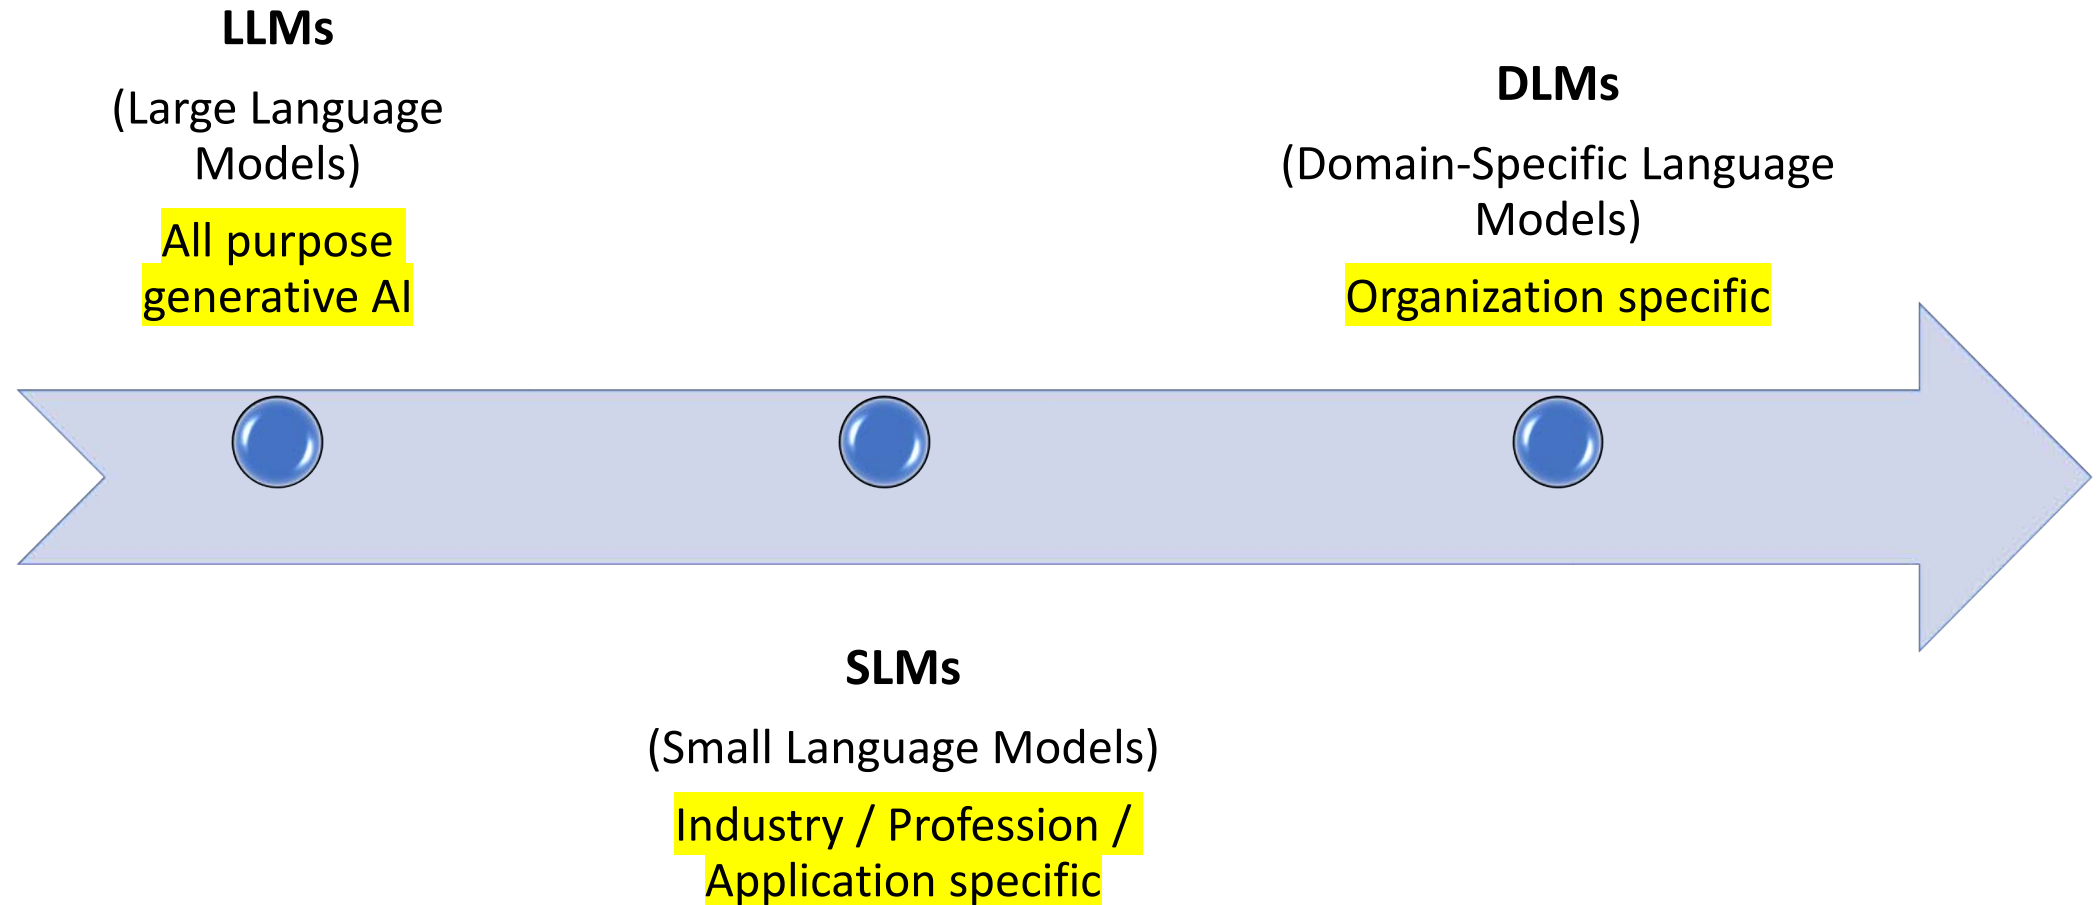 LLMs
(Large Language
Models)
All purpose
generative AI
DLMs
(Domain-Specific Language
Models)
Organization specific
SLMs
(Small Language Models)
Industry / Profession /
Application specific